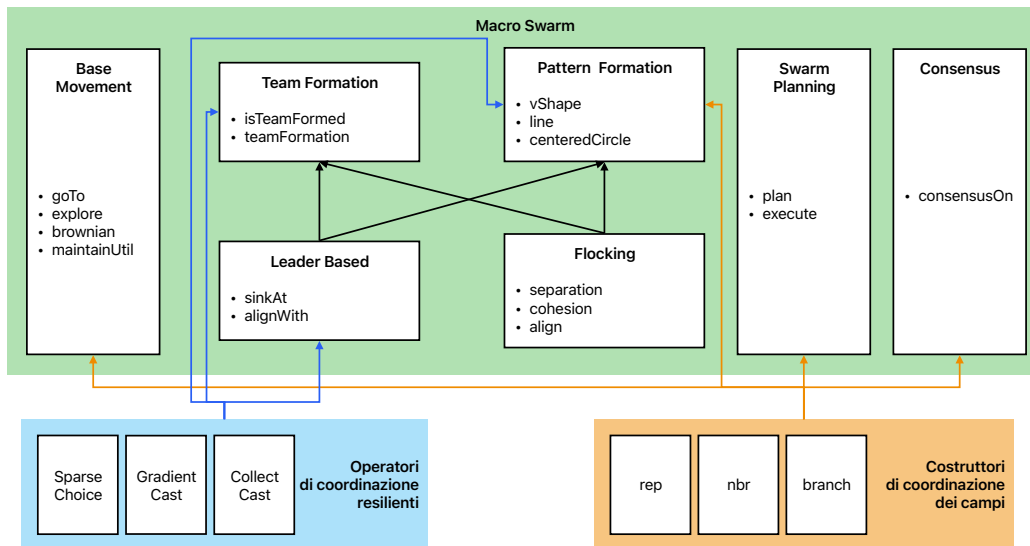 Macro Swarm
Base
Movement
• goTo
• explore
• brownian
• maintainUtil
Team Formation
• isTeamFormed
• teamFormation
Pattern Formation
• vShape
• line
• centeredCircle
Swarm
Planning
• plan
• execute
Consensus
• consensusOn
Leader Based
• sinkAt
• alignWith
Flocking
• separation
• cohesion
• align
Sparse
Choice
Gradient
Cast
Collect
Cast
Operatori
di coordinazione
resilienti
rep
nbr
branch
Costruttori
di coordinazione
dei campi